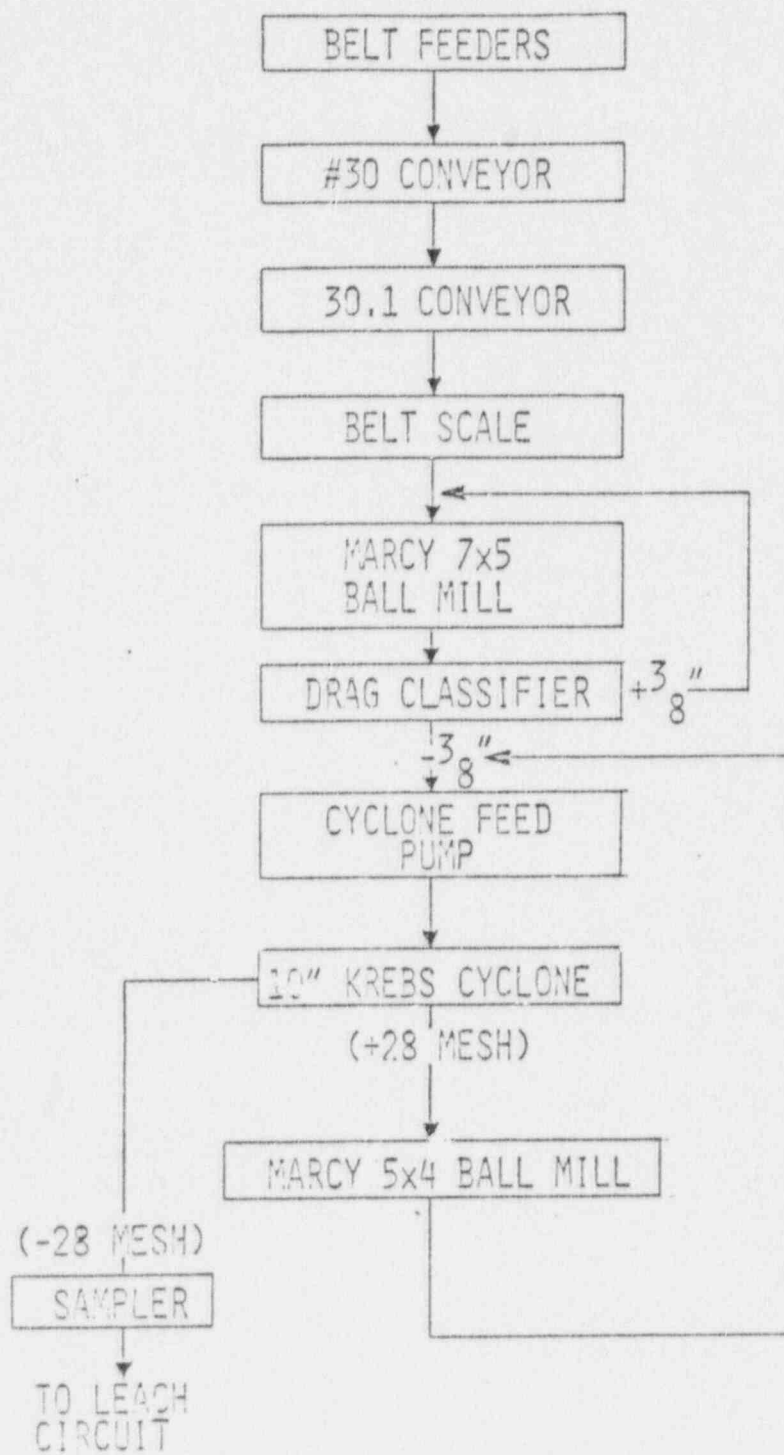 BELT FEEDERS
#30 CONVEYOR
30.1 CONVEYOR
BELT SCALE
MARCY 7x5
BALL MILL
DRAG CLASSIFIER
+3/8"
-3/8"
CYCLONE FEED
PUMP
10" KREBS CYCLONE
(+28 MESH)
MARCY 5x4 BALL MILL
(-28 MESH)
SAMPLER
TO LEACH
CIRCUIT